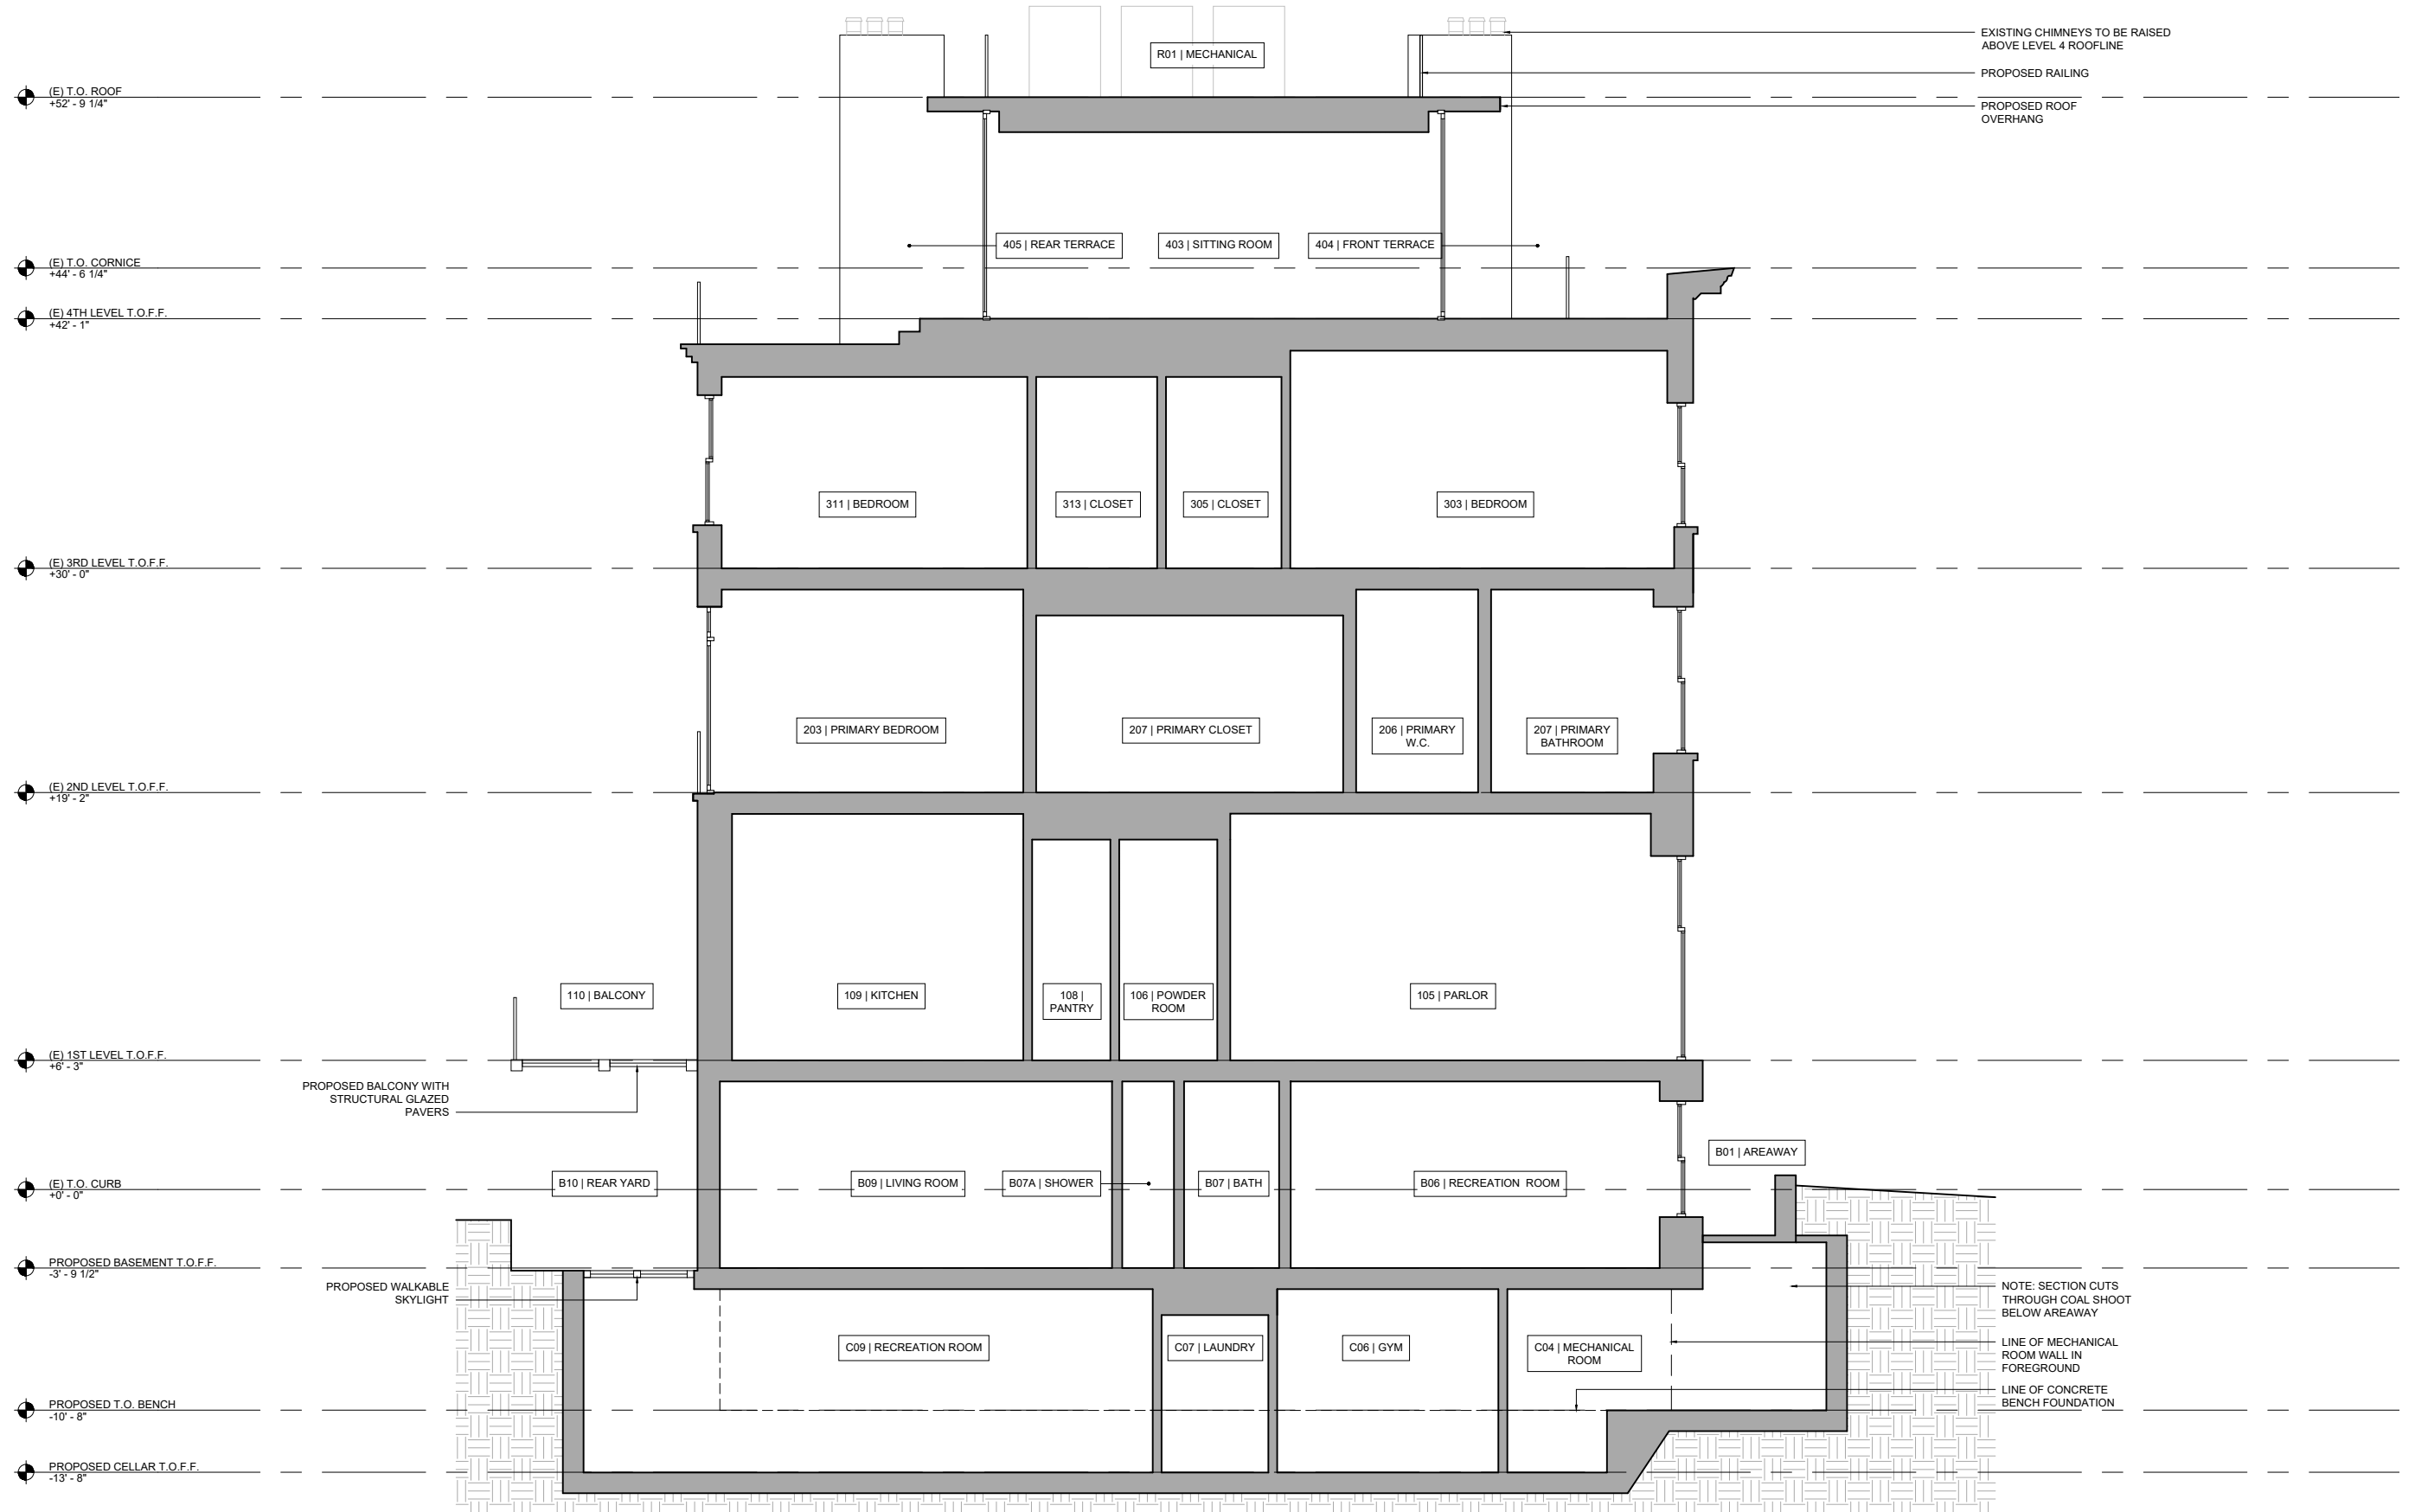 EXISTING CHIMNEYS TO BE RAISED
ABOVE LEVEL 4 ROOFLINE
R01 | MECHANICAL
PROPOSED RAILING
(E) T.O. ROOF
+52' - 9 1/4"
PROPOSED ROOF
OVERHANG
405 | REAR TERRACE
403 | SITTING ROOM
404 | FRONT TERRACE
(E) T.O. CORNICE
+44' - 6 1/4"
(E) 4TH LEVEL T.O.F.F.
+42' - 1"
311 | BEDROOM
313 | CLOSET
305 | CLOSET
303 | BEDROOM
(E) 3RD LEVEL T.O.F.F.
+30' - 0"
203 | PRIMARY BEDROOM
207 | PRIMARY CLOSET
206 | PRIMARY
W.C.
207 | PRIMARY
BATHROOM
(E) 2ND LEVEL T.O.F.F.
+19' - 2"
110 | BALCONY
109 | KITCHEN
108 |
PANTRY
106 | POWDER
ROOM
105 | PARLOR
(E) 1ST LEVEL T.O.F.F.
+6' - 3"
PROPOSED BALCONY WITH
STRUCTURAL GLAZED
PAVERS
B01 | AREAWAY
B10 | REAR YARD
B09 | LIVING ROOM
B07A | SHOWER
B07 | BATH
B06 | RECREATION ROOM
(E) T.O. CURB
+0' - 0"
PROPOSED BASEMENT T.O.F.F.
-3' - 9 1/2"
PROPOSED WALKABLE
SKYLIGHT
NOTE: SECTION CUTS
THROUGH COAL SHOOT
BELOW AREAWAY
C09 | RECREATION ROOM
C07 | LAUNDRY
C06 | GYM
C04 | MECHANICAL
ROOM
LINE OF MECHANICAL
ROOM WALL IN
FOREGROUND
LINE OF CONCRETE
BENCH FOUNDATION
PROPOSED T.O. BENCH
-10' - 8"
PROPOSED CELLAR T.O.F.F.
-13' - 8"